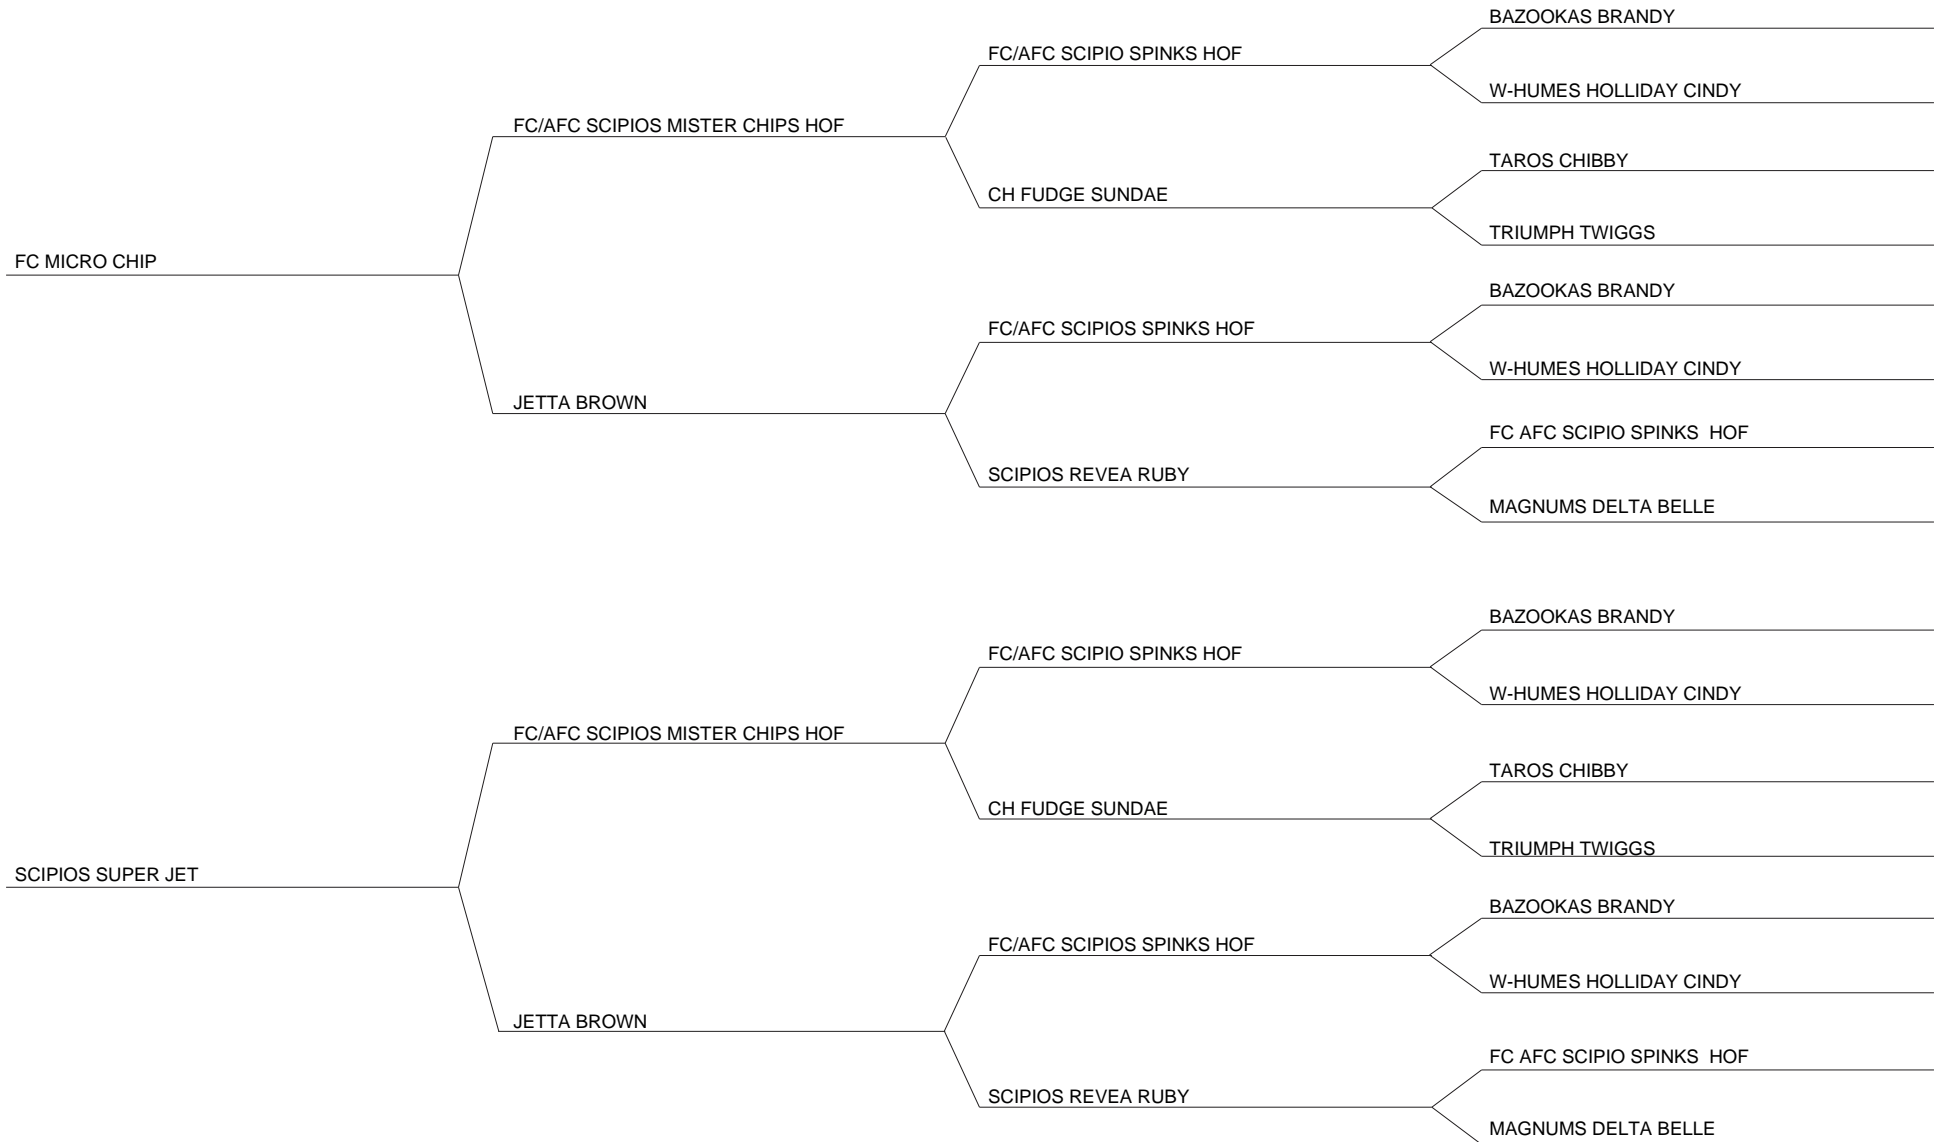 BAZOOKAS BRANDY
FC/AFC SCIPIO SPINKS HOF
W-HUMES HOLLIDAY CINDY
FC/AFC SCIPIOS MISTER CHIPS HOF
TAROS CHIBBY
CH FUDGE SUNDAE
TRIUMPH TWIGGS
FC MICRO CHIP
BAZOOKAS BRANDY
FC/AFC SCIPIOS SPINKS HOF
W-HUMES HOLLIDAY CINDY
JETTA BROWN
FC AFC SCIPIO SPINKS  HOF
SCIPIOS REVEA RUBY
MAGNUMS DELTA BELLE
BAZOOKAS BRANDY
FC/AFC SCIPIO SPINKS HOF
W-HUMES HOLLIDAY CINDY
FC/AFC SCIPIOS MISTER CHIPS HOF
TAROS CHIBBY
CH FUDGE SUNDAE
TRIUMPH TWIGGS
SCIPIOS SUPER JET
BAZOOKAS BRANDY
FC/AFC SCIPIOS SPINKS HOF
W-HUMES HOLLIDAY CINDY
JETTA BROWN
FC AFC SCIPIO SPINKS  HOF
SCIPIOS REVEA RUBY
MAGNUMS DELTA BELLE